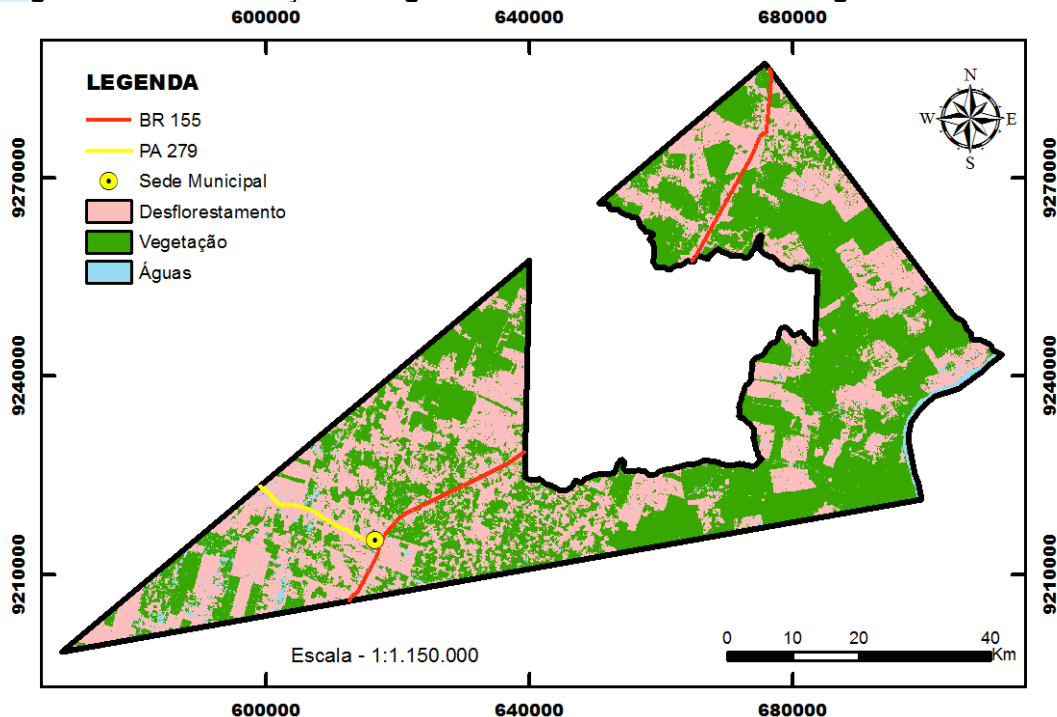 600000 640000 680000
LEGENDA
BR 155
PA 279
Sede Municipal
Desflorestamento
Vegetação
Águas
N
W E
S
9270000 9270000
9240000 9240000
9210000 9210000
Escala - 1:1.150.000
0 10 20 40
Km
600000 640000 680000